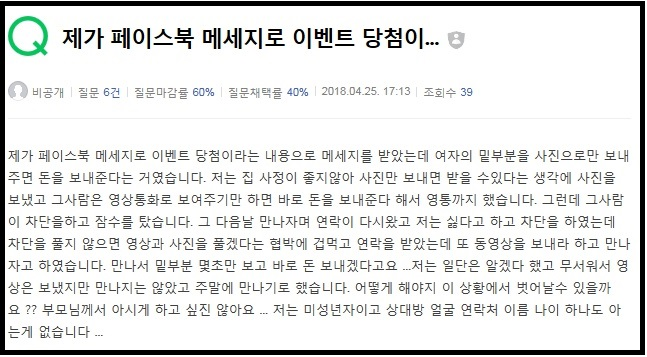 제가 페이스북 메세지로 이벤트 당첨이...
비공개 질문 6건 질문마감률 60% 질문채택률 40% 2018.04.25. 17:13 조회수 39
제가 페이스북 메세지로 이벤트 당첨이라는 내용으로 메세지를 받았는데 여자의 밑부분을 사진으로만 보내
주면 돈을 보내준다는 거였습니다. 저는 집 사정이 좋지않아 사진만 보내면 받을 수있다는 생각에 사진을
보냈고 그사람은 영상통화로 보여주기만 하면 바로 돈을 보내준다 해서 영통까지 했습니다. 그런데 그사람
이 차단을하고 잠수를 탔습니다. 그 다음날 만나자며 연락이 다시왔고 저는 싫다고 하고 차단을 하였는데
차단을 풀지 않으면 영상과 사진을 풀겠다는 협박에 겁먹고 연락을 받았는데 또 동영상을 보내라 하고 만나
자고 하였습니다. 만나서 밑부분 몇초만 보고 바로 돈 보내겠다고요 ...저는 일단은 알겠다 했고 무서워서 영
상은 보냈지만 만나지는 않았고 주말에 만나기로 했습니다. 어떻게 해야지 이 상황에서 벗어날수 있을까
요 ?? 부모님께서 아시게 하고 싶진 않아요 ... 저는 미성년자이고 상대방 얼굴 연락처 이름 나이 하나도 아
는게 없습니다 ...